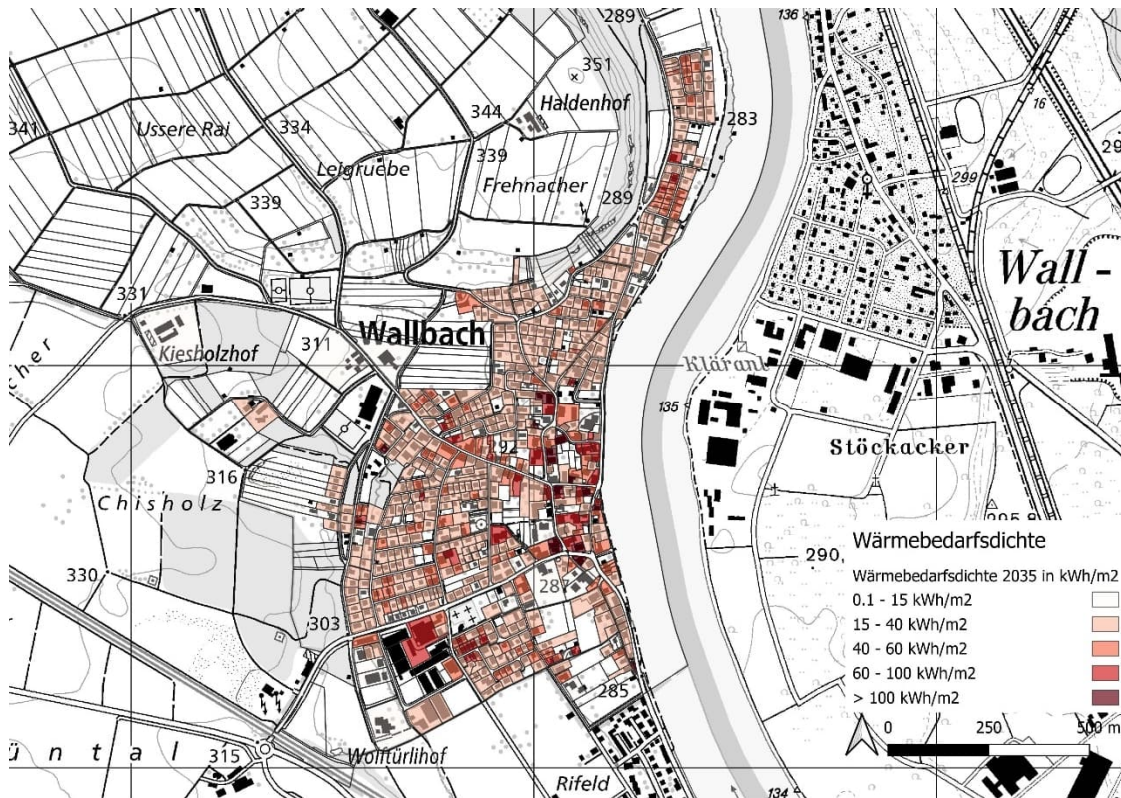 289
136
351
Haldenhof
344
283
341
Ussere Rai
334
16
Leigruebe
339
Frehnacher
299
289
339
Wall -
bach
331
Wallbach
311
Kiesholzhof
Kläranl
135
192
Stöckacker
316
Chisholz
295.8
290
Wärmebedarfsdichte
330
287
Wärmebedarfsdichte 2035 in kWh/m2
0.1 - 15 kWh/m2
15 - 40 kWh/m2
303
40 - 60 kWh/m2
60 - 100 kWh/m2
285
> 100 kWh/m2
0 250 500 m
315
Wolftürlihof
Rifeld
134